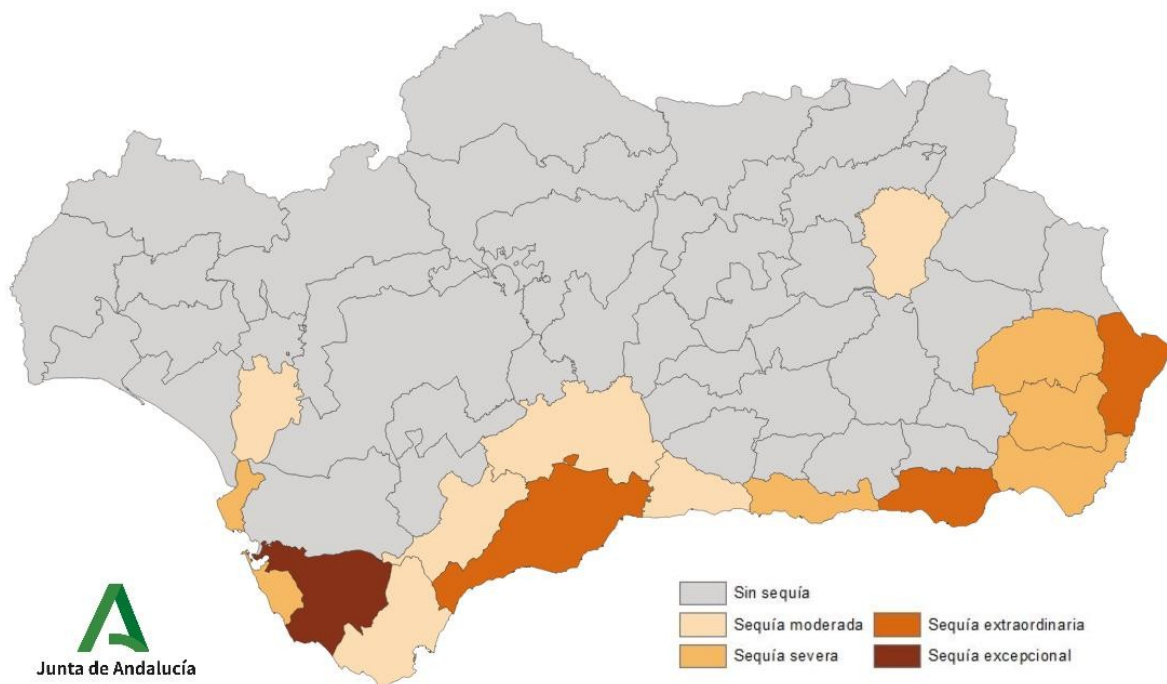 Junta de Andalucía
Sin sequía
Sequía moderada
Sequía severa
Sequía extraordinaria
Sequía excepcional